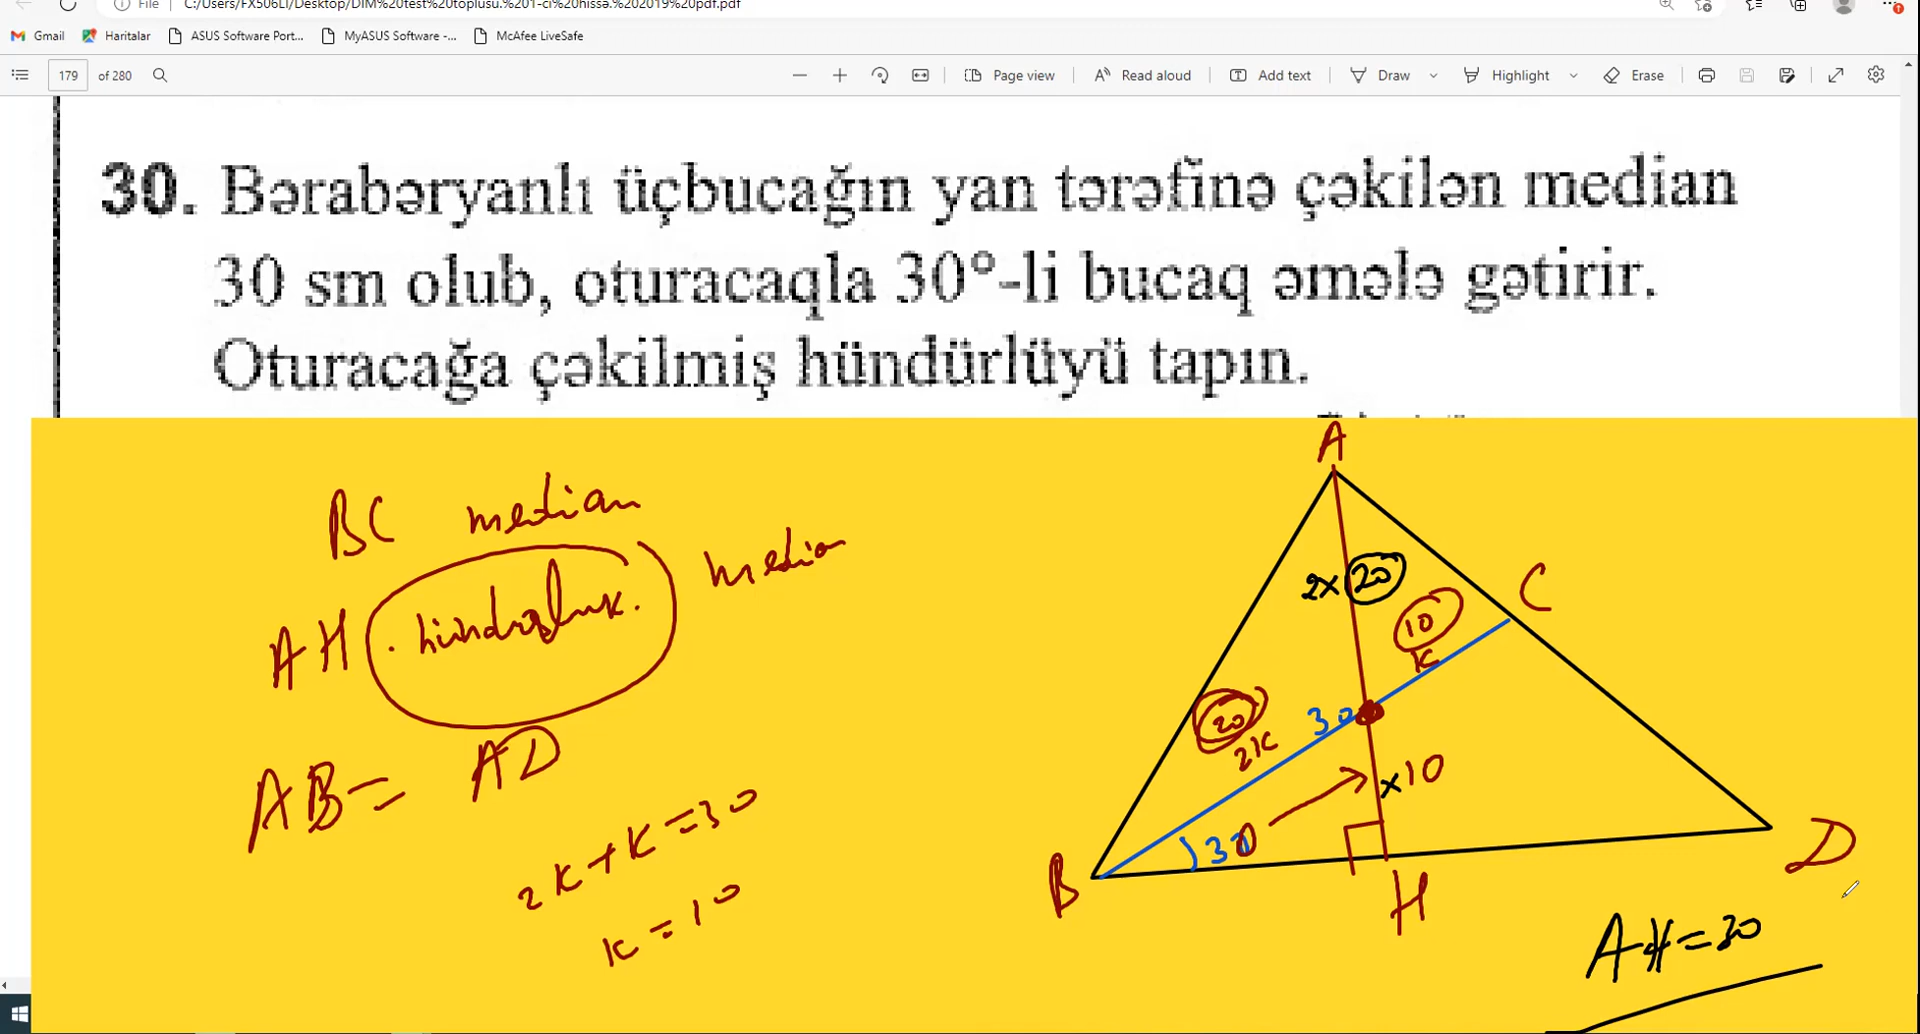 File | C:/Users/FX506LI/Desktop/DIM%20test%20toplusu.%201-ci%20hissə.%202019%20pdf.pdf
Gmail Haritalar ASUS Software Port... MyASUS Software -... McAfee LiveSafe
179 of 280 Page view Read aloud Add text Draw Highlight Erase
30. Bərabəryanlı üçbucağın yan tərəfinə çəkilən median
30 sm olub, oturacaqla 30°-li bucaq əmələ gətirir.
Oturacağa çəkilmiş hündürlüyü tapın.
BC median
AH media
AB = AD
2k + k = 30
k = 10
A
2x 20
C
10
k
20
2k
30
x 10
30
B
H
D
AH = 30